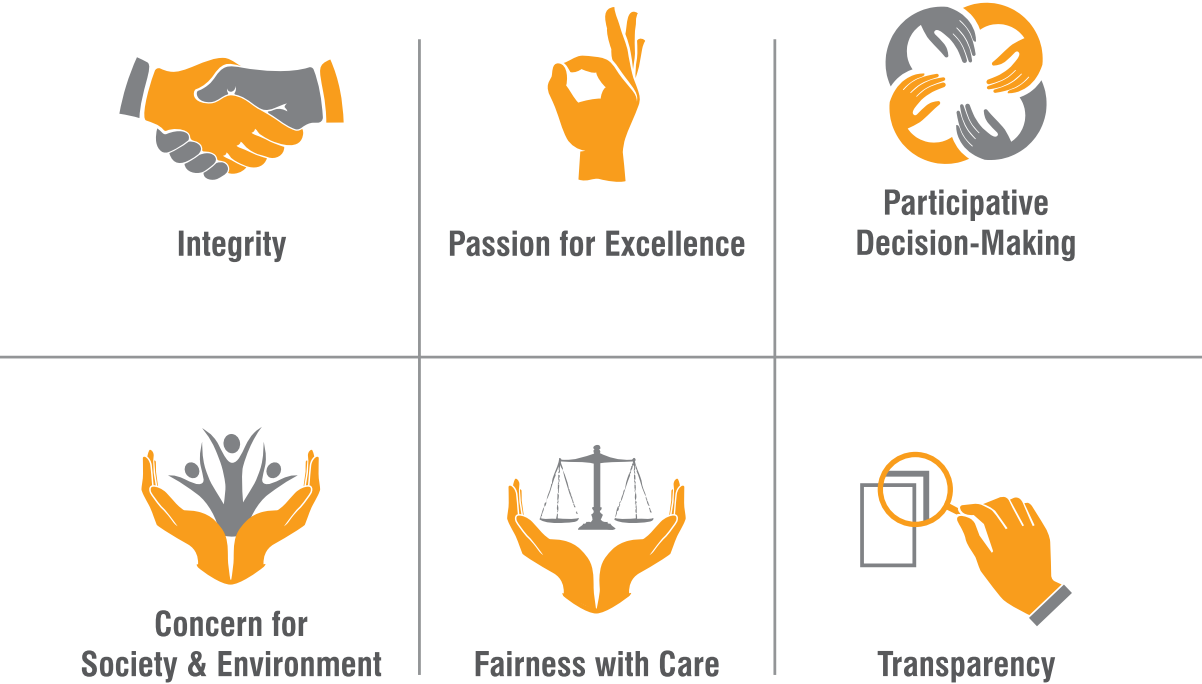 Integrity
Passion for Excellence
Participative
Decision-Making
Concern for
Society & Environment
Fairness with Care
Transparency